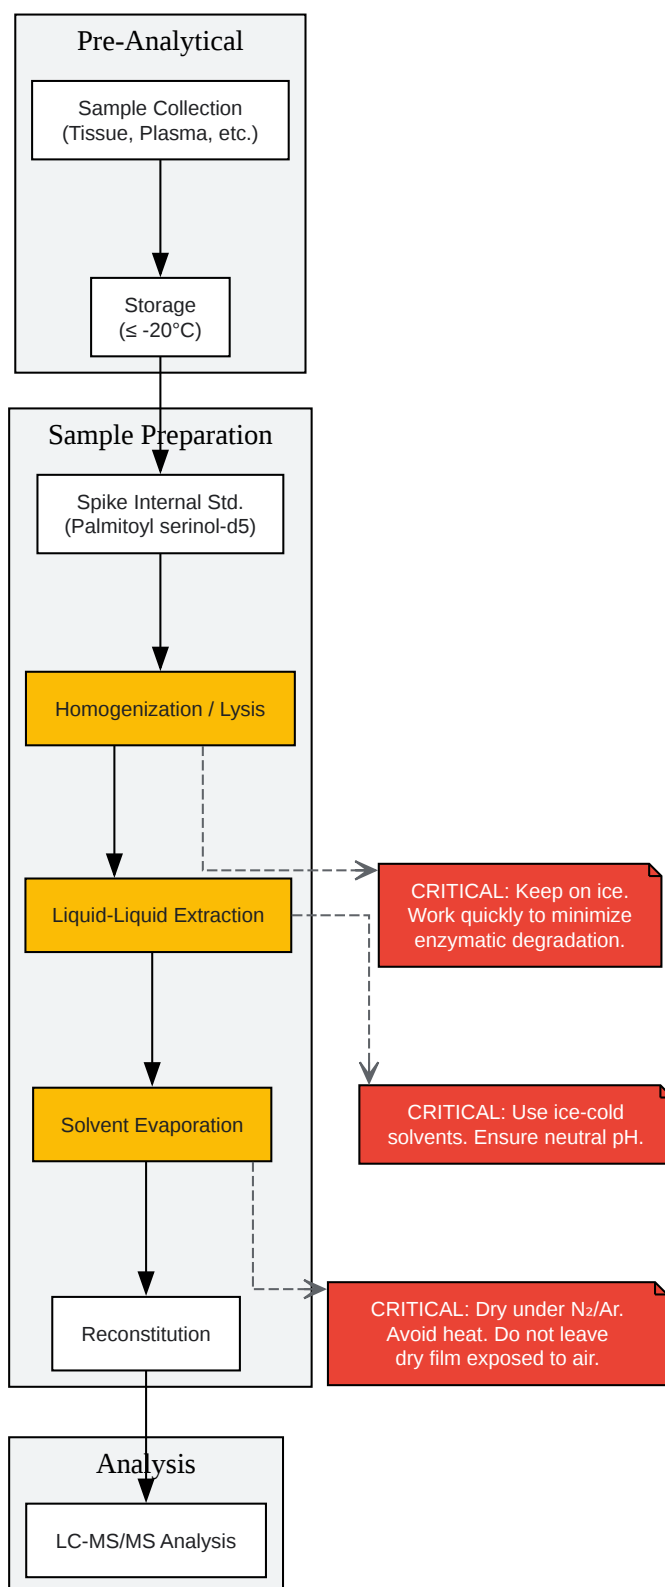 Pre-Analytical
Sample Collection
(Tissue, Plasma, etc.)
Storage
(≤ -20°C)
Sample Preparation
Spike Internal Std.
(Palmitoyl serinol-d5)
Homogenization / Lysis
CRITICAL: Keep on ice.
Work quickly to minimize
enzymatic degradation.
Liquid-Liquid Extraction
CRITICAL: Use ice-cold
solvents. Ensure neutral pH.
Solvent Evaporation
CRITICAL: Dry under N₂/Ar.
Avoid heat. Do not leave
dry film exposed to air.
Reconstitution
Analysis
LC-MS/MS Analysis